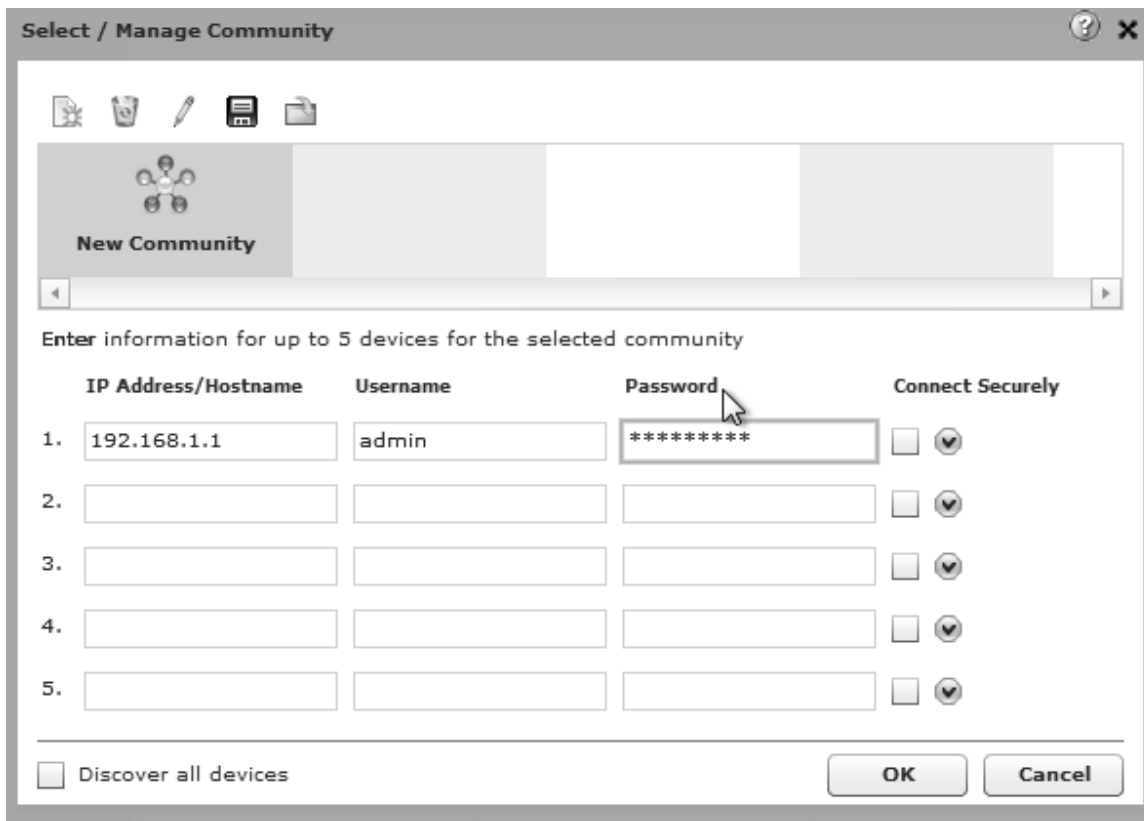 Select / Manage Community
New Community
Enter information for up to 5 devices for the selected community
IP Address/Hostname Username Password Connect Securely
1. 192.168.1.1 admin *********
2.
3.
4.
5.
Discover all devices OK Cancel